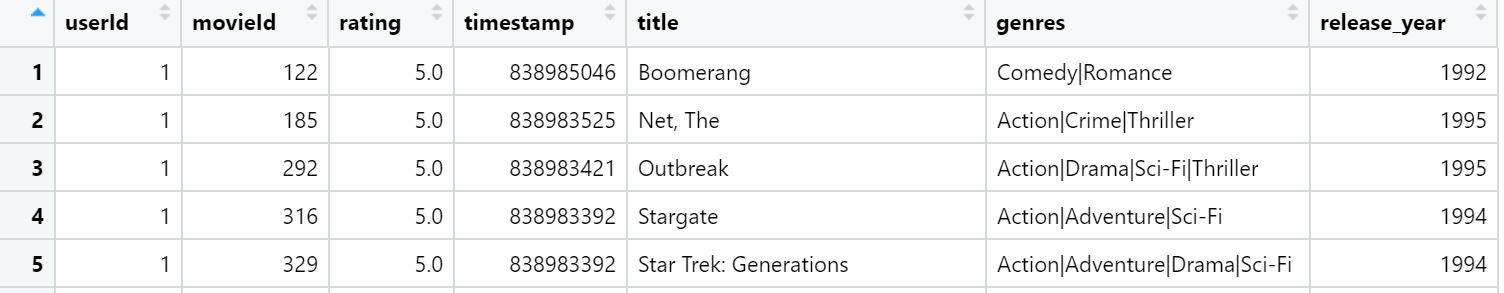 userId movieId rating timestamp title genres release_year
1 1 122 5.0 838985046 Boomerang Comedy|Romance 1992
2 1 185 5.0 838983525 Net, The Action|Crime|Thriller 1995
3 1 292 5.0 838983421 Outbreak Action|Drama|Sci-Fi|Thriller 1995
4 1 316 5.0 838983392 Stargate Action|Adventure|Sci-Fi 1994
5 1 329 5.0 838983392 Star Trek: Generations Action|Adventure|Drama|Sci-Fi 1994